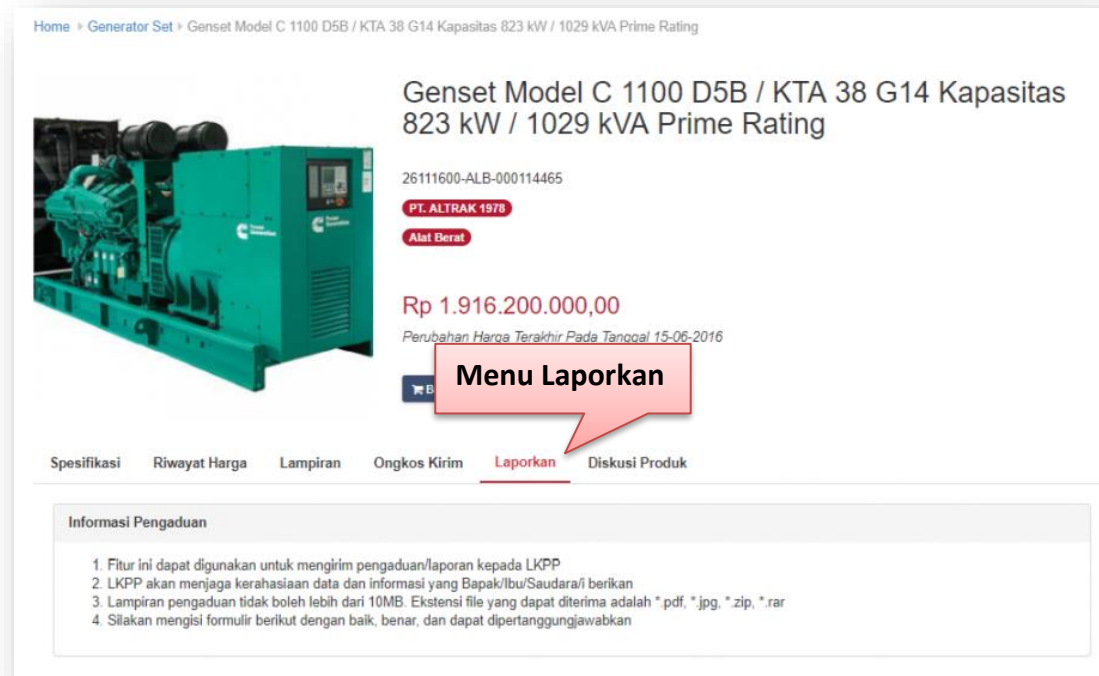 Home ▸ Generator Set ▸ Genset Model C 1100 D5B / KTA 38 G14 Kapasitas 823 kW / 1029 kVA Prime Rating
Genset Model C 1100 D5B / KTA 38 G14 Kapasitas
823 kW / 1029 kVA Prime Rating
26111600-ALB-000114465
PT. ALTRAK 1978
Alat Berat
Rp 1.916.200.000,00
Perubahan Harga Terakhir Pada Tanggal 15-06-2016
Menu Laporkan
Spesifikasi Riwayat Harga Lampiran Ongkos Kirim Laporkan Diskusi Produk
Informasi Pengaduan
1. Fitur ini dapat digunakan untuk mengirim pengaduan/laporan kepada LKPP
2. LKPP akan menjaga kerahasiaan data dan informasi yang Bapak/Ibu/Saudara/i berikan
3. Lampiran pengaduan tidak boleh lebih dari 10MB. Ekstensi file yang dapat diterima adalah *.pdf, *.jpg, *.zip, *.rar
4. Silakan mengisi formulir berikut dengan baik, benar, dan dapat dipertanggungjawabkan